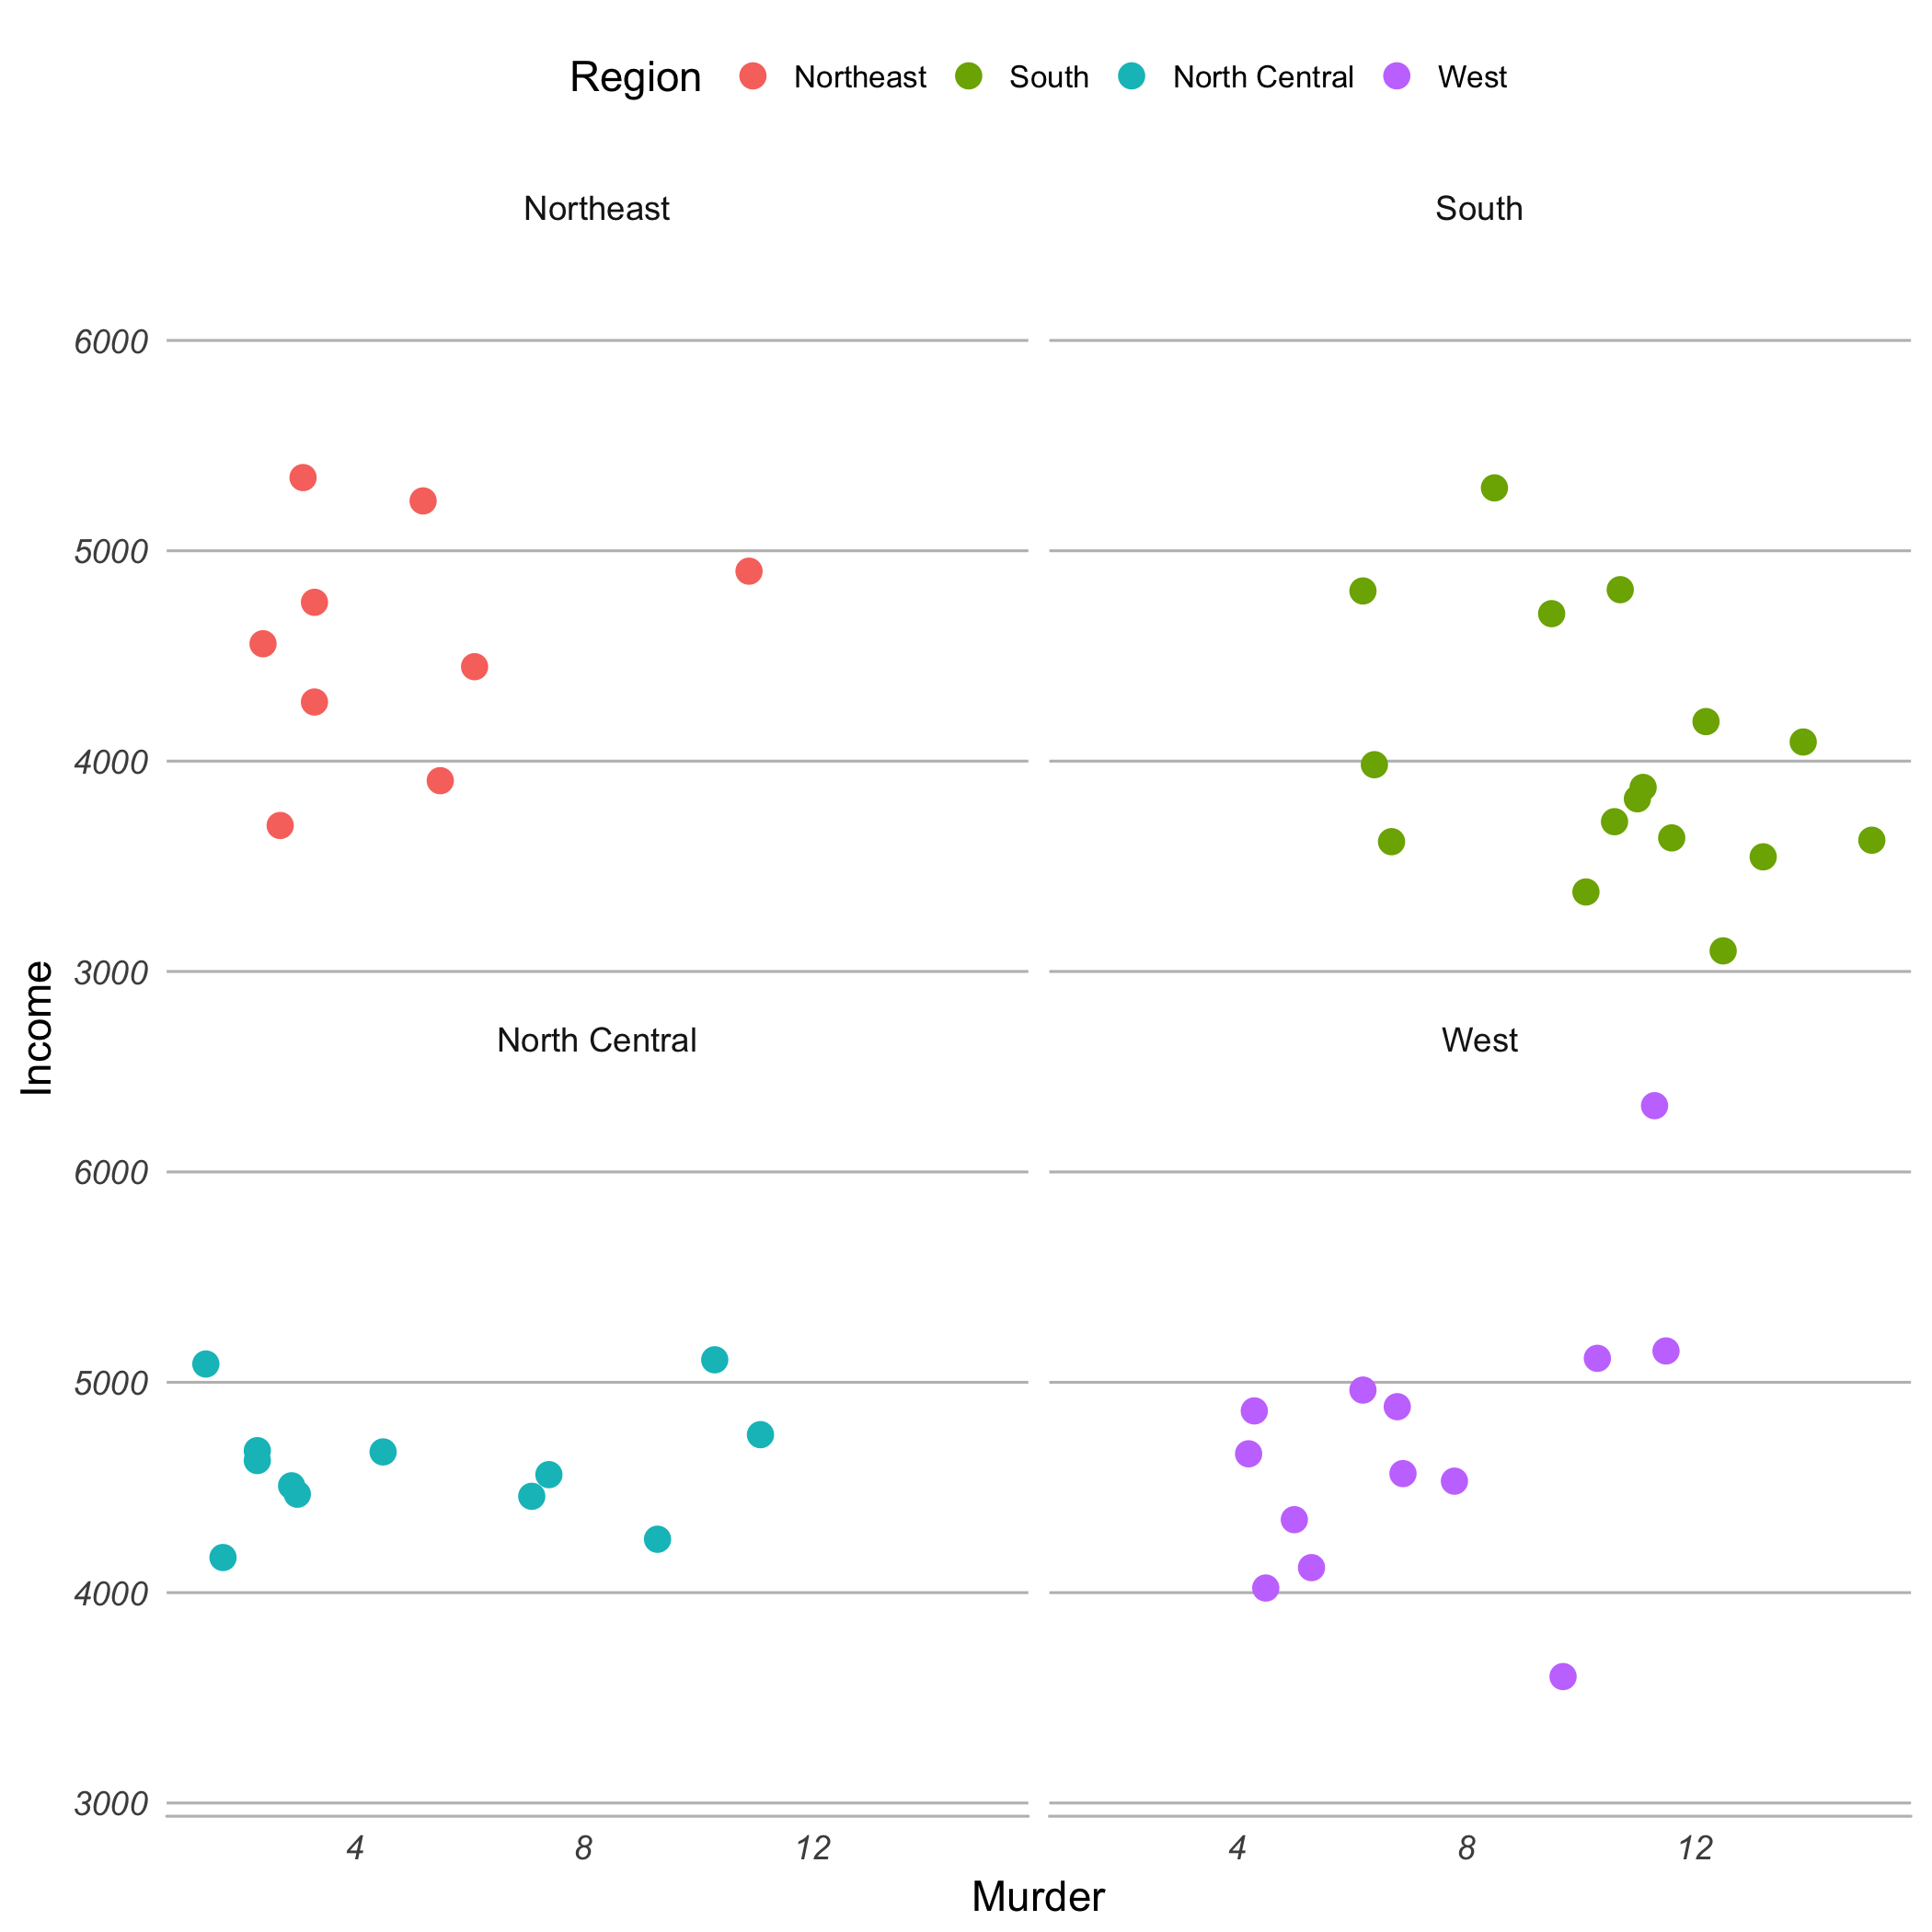 Region Northeast South North Central West
Northeast South
6000
5000
4000
3000
Income
North Central West
6000
5000
4000
3000
4 8 12 4 8 12
Murder